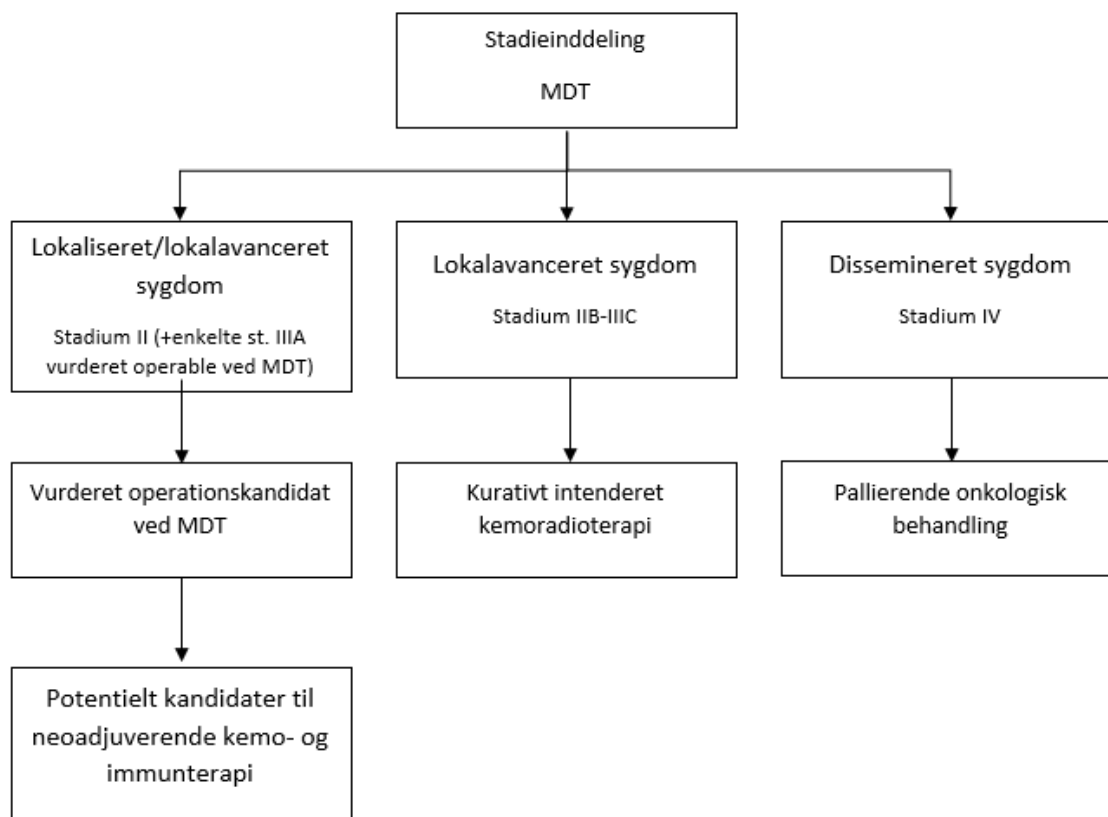 Stadieinddeling
MDT
Lokaliseret/lokalavanceret
sygdom
Stadium II (+enkelte st. IIIA
vurderet operable ved MDT)
Lokalavanceret sygdom
Stadium IIB-IIIC
Dissemineret sygdom
Stadium IV
Vurderet operationskandidat
ved MDT
Kurativt intenderet
kemoradioterapi
Pallierende onkologisk
behandling
Potentielt kandidater til
neoadjuverende kemo- og
immunterapi